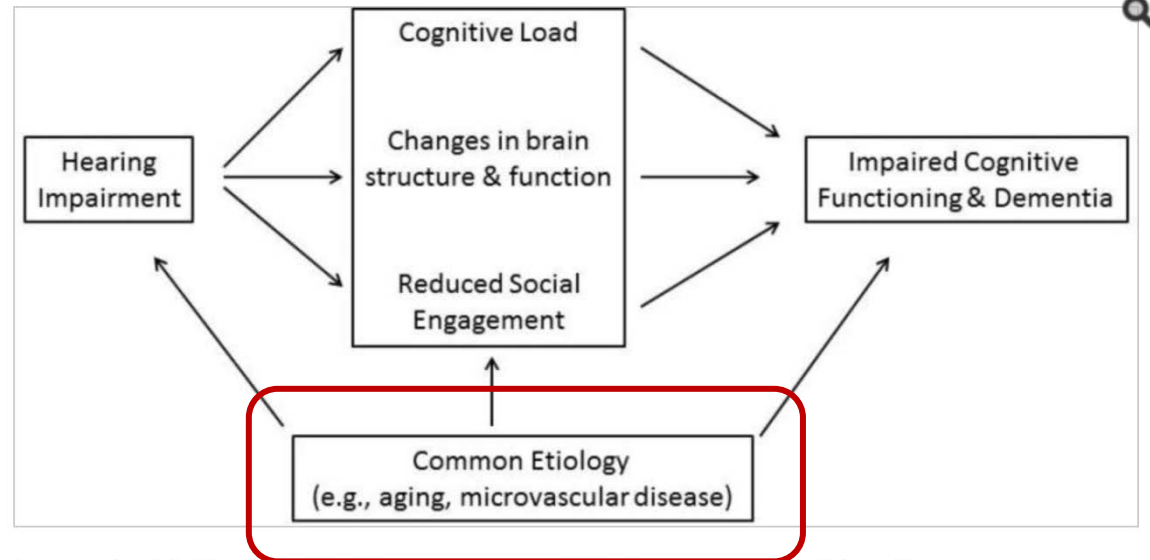 Cognitive Load
Changes in brain
structure & function
Reduced Social
Engagement
Hearing
Impairment
Impaired Cognitive
Functioning & Dementia
Common Etiology
(e.g., aging, microvascular disease)